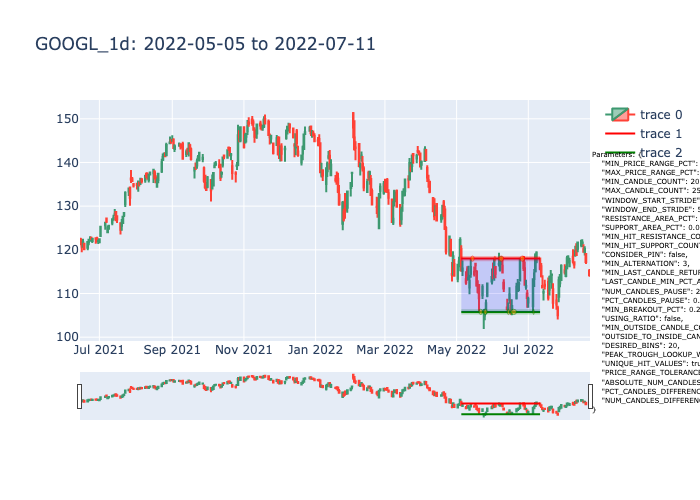 GOOGL_1d: 2022-05-05 to 2022-07-11
150
140
130
120
110
100
Jul 2021
Sep 2021
Nov 2021
Jan 2022
Mar 2022
May 2022
Jul 2022
trace 0
trace 1
trace 2
Parameters: {
"MIN_PRICE_RANGE_PCT":
"MAX_PRICE_RANGE_PCT":
"MIN_CANDLE_COUNT": 20
"MAX_CANDLE_COUNT": 25
"WINDOW_START_STRIDE"
"WINDOW_END_STRIDE": 5
"RESISTANCE_AREA_PCT":
"SUPPORT_AREA_PCT": 0.0
"MIN_HIT_RESISTANCE_CO
"MIN_HIT_SUPPORT_COUNT
"CONSIDER_PIN": false,
"MIN_ALTERNATION": 3,
"MIN_LAST_CANDLE_RETUR
"LAST_CANDLE_MIN_PCT_A
"NUM_CANDLES_PAUSE": 2
"PCT_CANDLES_PAUSE": 0.
"MIN_BREAKOUT_PCT": 0.2
"USING_RATIO": false,
"MIN_OUTSIDE_CANDLE_CO
"OUTSIDE_TO_INSIDE_CAN
"DESIRED_BINS": 20,
"PEAK_TROUGH_LOOKUP_W
"UNIQUE_HIT_VALUES": tru
"PRICE_RANGE_TOLERANC
"ABSOLUTE_NUM_CANDLES
"PCT_CANDLES_DIFFERENC
"NUM_CANDLES_DIFFEREN
}